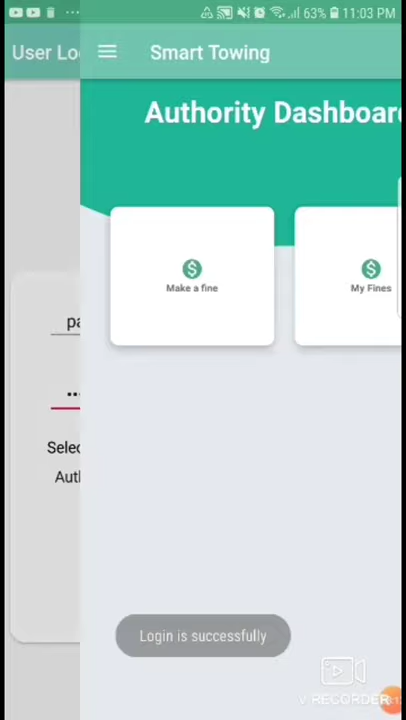 63% 11:03 PM
User Lo
Smart Towing
Authority Dashboar
Make a fine
My Fines
pa
Selec
Auth
Login is successfully
V RECORDER